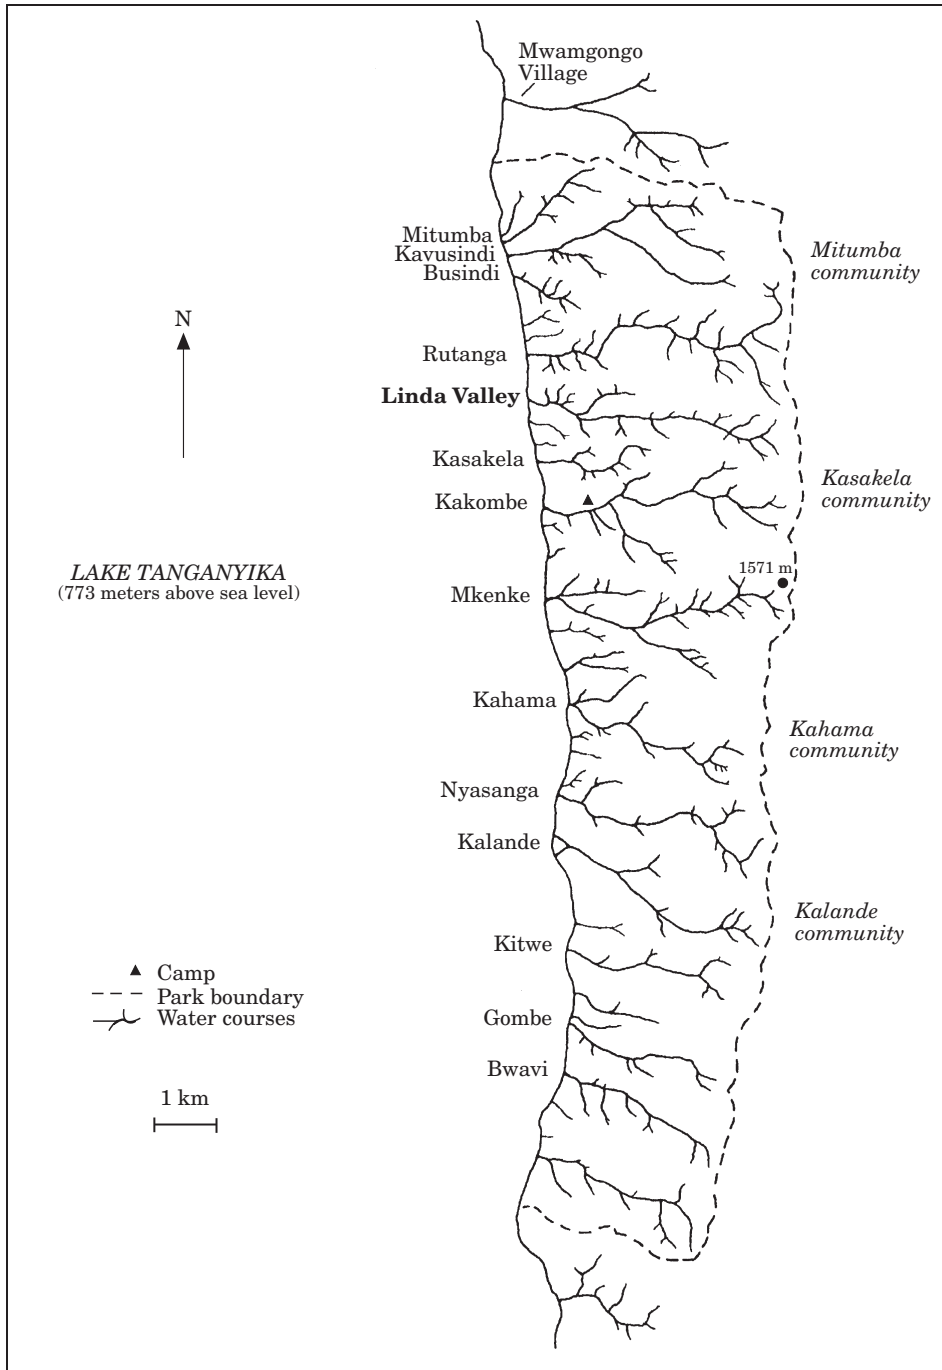 Mwamgongo
Village
Mitumba
Kavusindi
Busindi
Mitumba
community
N
Rutanga
Linda Valley
Kasakela
Kakombe
Kasakela
community
LAKE TANGANYIKA
(773 meters above sea level)
1571 m
Mkenke
Kahama
Kahama
community
Nyasanga
Kalande
Kalande
community
Kitwe
Camp
Park boundary
Water courses
Gombe
Bwavi
1 km